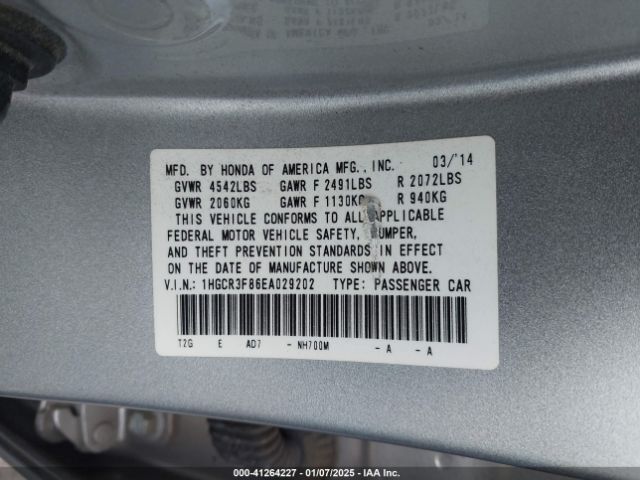 MFD. BY HONDA OF AMERICA MFG., INC. 03/'14
GVWR 4542LBS GAWR F 2491LBS R 2072LBS
GVWR 2060KG GAWR F 1130KG R 940KG
THIS VEHICLE CONFORMS TO ALL APPLICABLE
FEDERAL MOTOR VEHICLE SAFETY, BUMPER,
AND THEFT PREVENTION STANDARDS IN EFFECT
ON THE DATE OF MANUFACTURE SHOWN ABOVE.
V.I.N.: 1HGCR3F86EA029202 TYPE: PASSENGER CAR
T2G E AD7 - NH700M - A - A
000-41264227 - 01/07/2025 - IAA Inc.